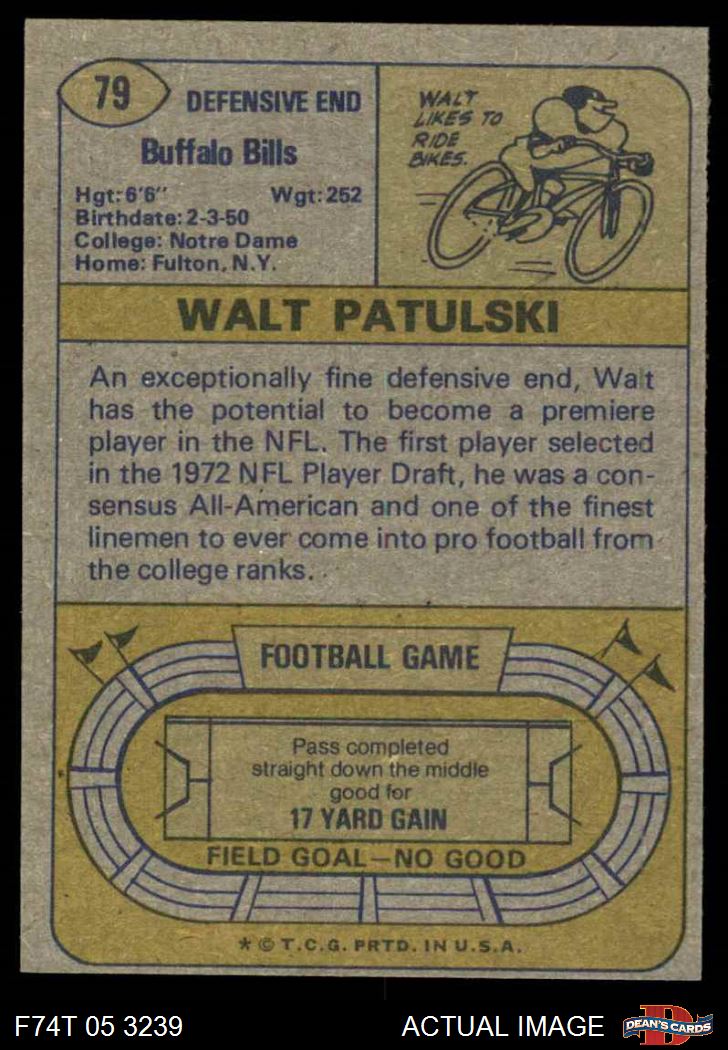 79
DEFENSIVE END
Buffalo Bills
Hgt: 6'6" Wgt: 252
Birthdate: 2-3-50
College: Notre Dame
Home: Fulton, N.Y.
WALT
LIKES TO
RIDE
BIKES.
WALT PATULSKI
An exceptionally fine defensive end, Walt
has the potential to become a premiere
player in the NFL. The first player selected
in the 1972 NFL Player Draft, he was a con-
sensus All-American and one of the finest
linemen to ever come into pro football from
the college ranks.
FOOTBALL GAME
Pass completed
straight down the middle
good for
17 YARD GAIN
FIELD GOAL—NO GOOD
* © T.C.G. PRTD. IN U.S.A.
F74T 05 3239 ACTUAL IMAGE
D
DEAN'S CARDS